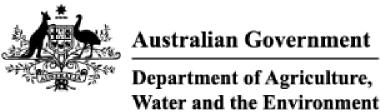 Australian Government
Department of Agriculture,
Water and the Environment